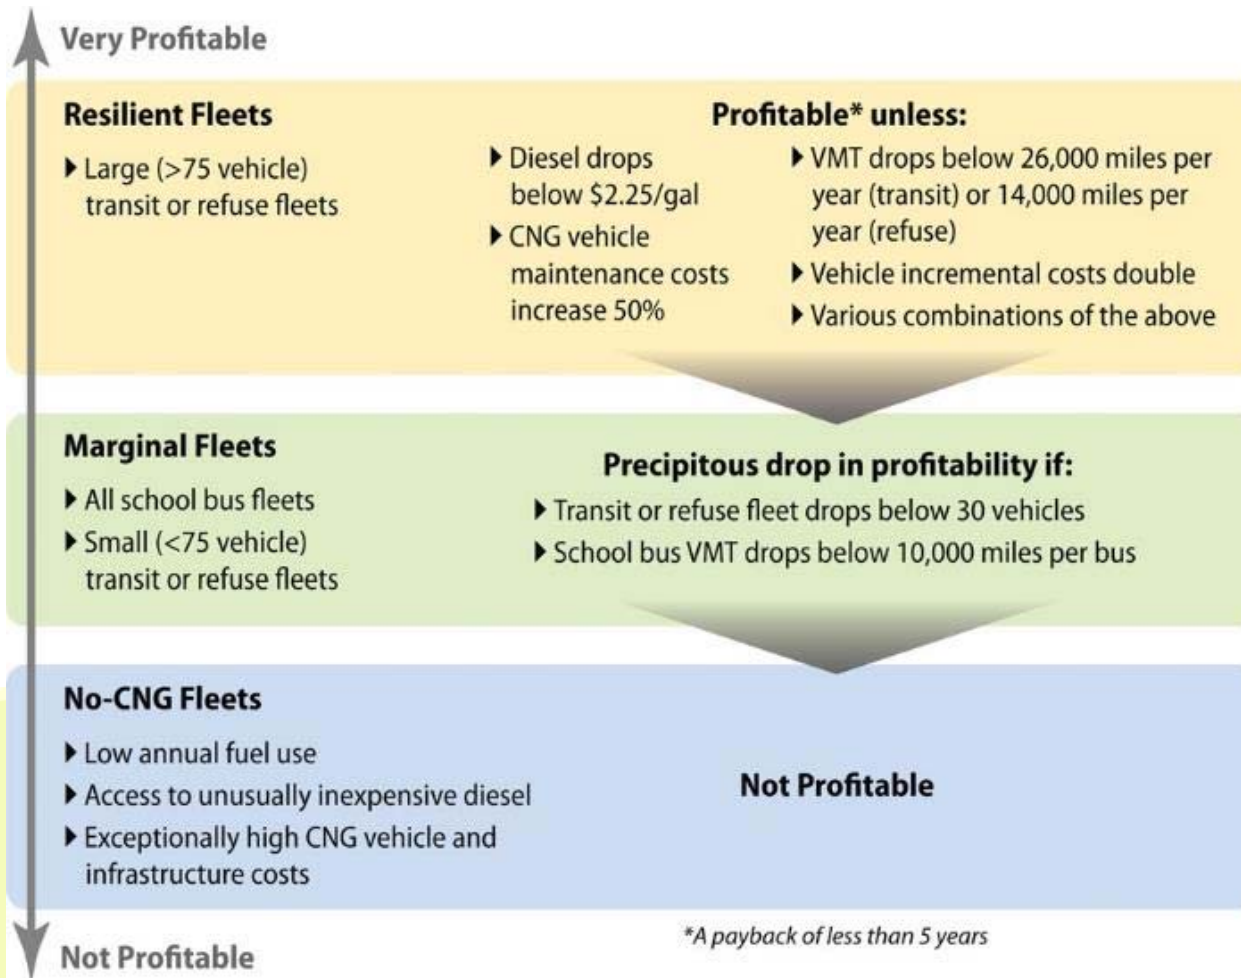 Very Profitable
Resilient Fleets
▶ Large (>75 vehicle)
transit or refuse fleets
Profitable* unless:
▶ Diesel drops
below $2.25/gal
▶ CNG vehicle
maintenance costs
increase 50%
▶ VMT drops below 26,000 miles per
year (transit) or 14,000 miles per
year (refuse)
▶ Vehicle incremental costs double
▶ Various combinations of the above
Marginal Fleets
▶ All school bus fleets
▶ Small (<75 vehicle)
transit or refuse fleets
Precipitous drop in profitability if:
▶ Transit or refuse fleet drops below 30 vehicles
▶ School bus VMT drops below 10,000 miles per bus
No-CNG Fleets
▶ Low annual fuel use
▶ Access to unusually inexpensive diesel
▶ Exceptionally high CNG vehicle and
infrastructure costs
Not Profitable
*A payback of less than 5 years
Not Profitable